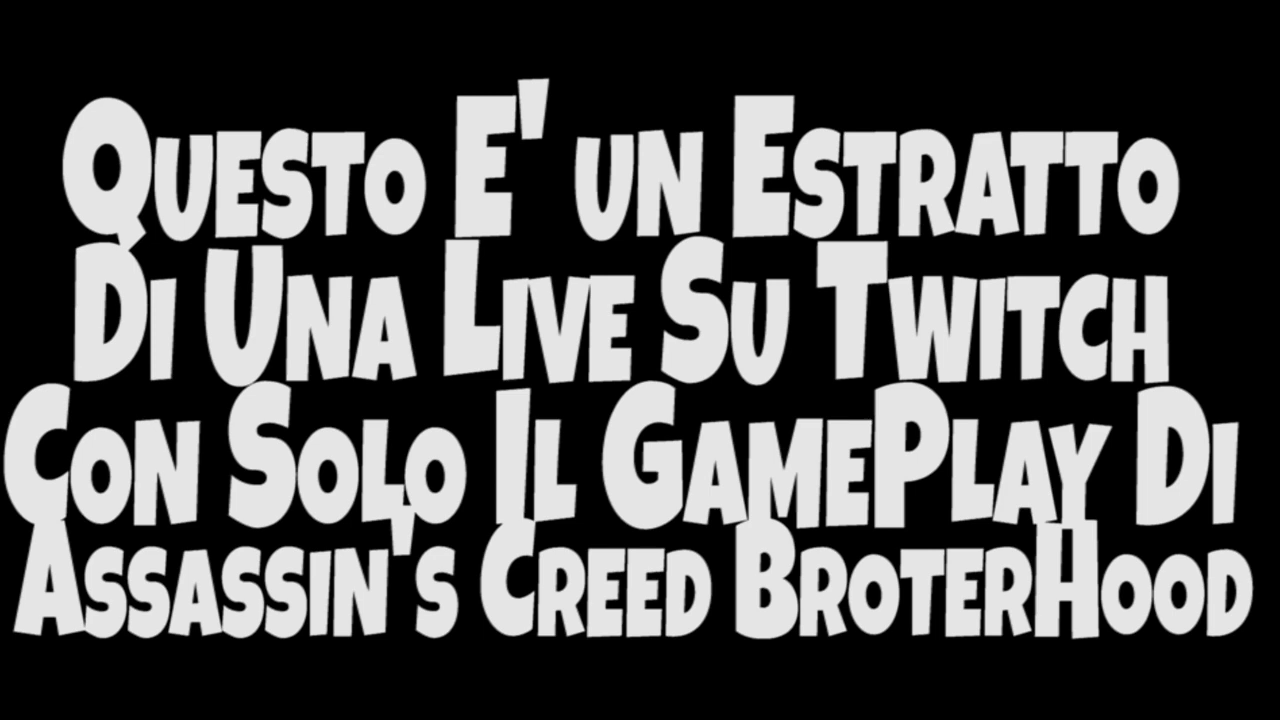 Questo E' un Estratto
Di Una Live Su Twitch
Con Solo Il GamePlay Di
Assassin's Creed BroterHood